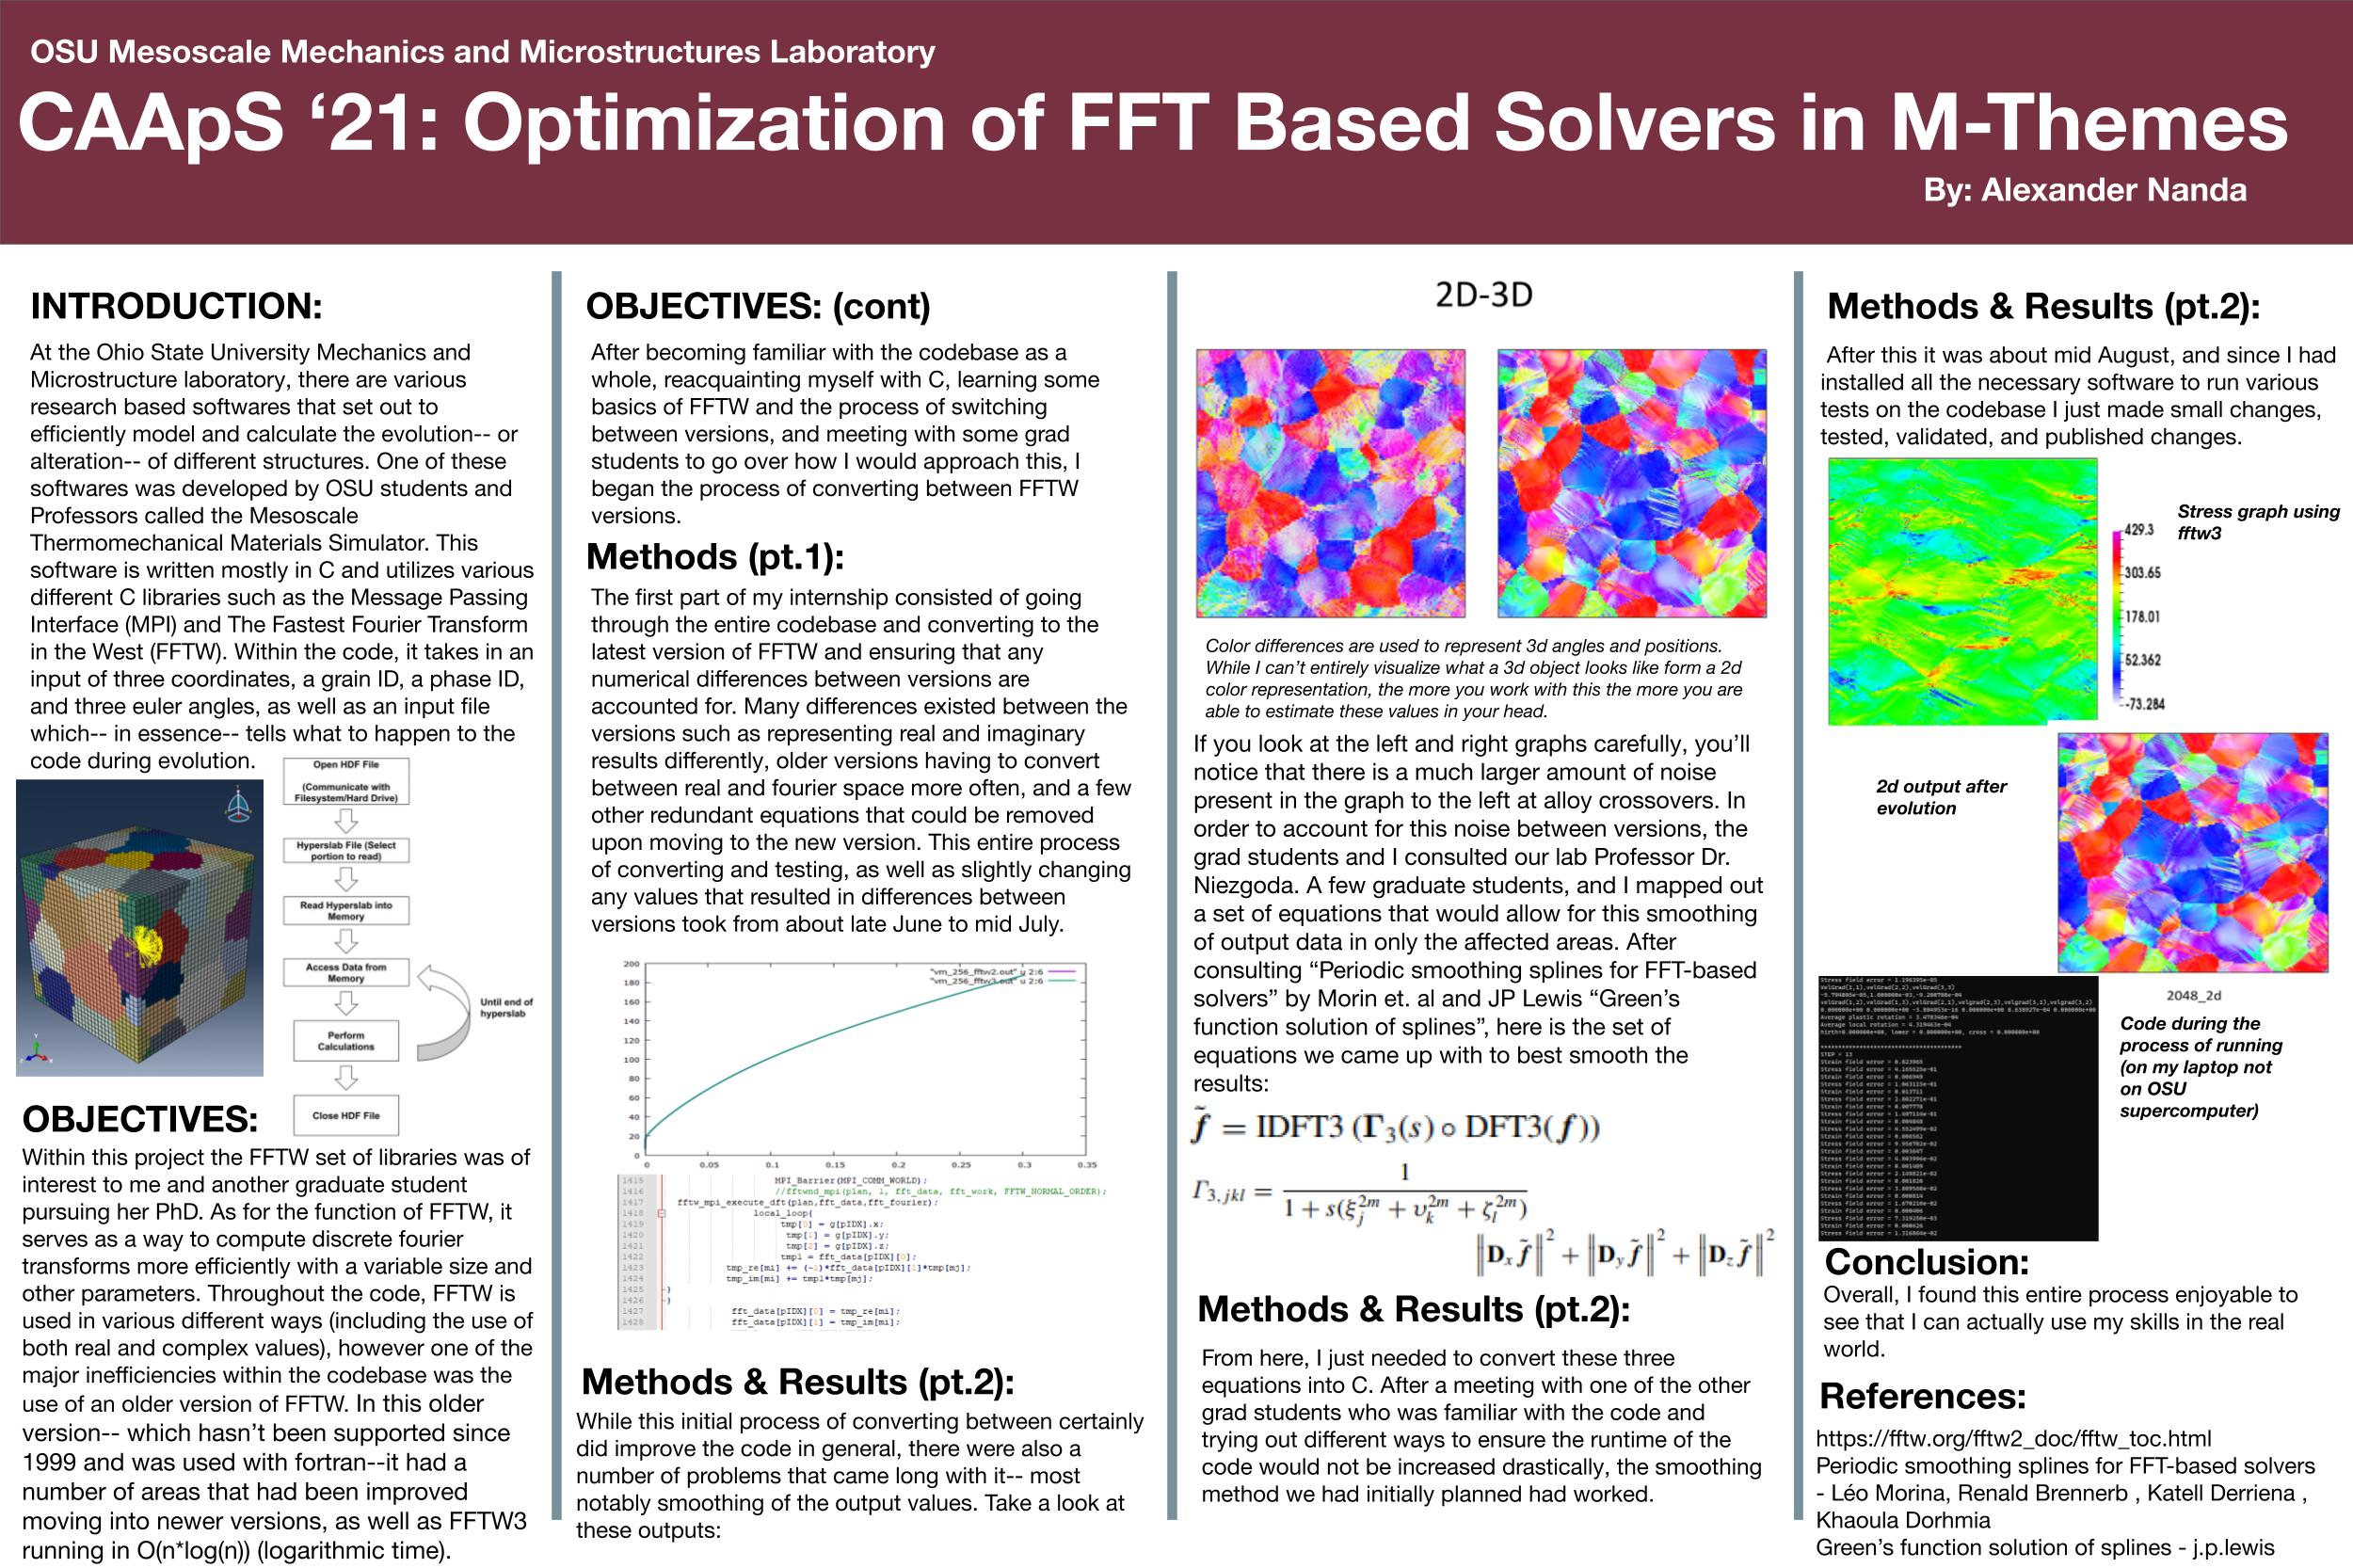 OSU Mesoscale Mechanics and Microstructures Laboratory
CAApS ‘21: Optimization of FFT Based Solvers in M-Themes
By: Alexander Nanda
INTRODUCTION:
At the Ohio State University Mechanics and
Microstructure laboratory, there are various
research based softwares that set out to
efficiently model and calculate the evolution-- or
alteration-- of different structures. One of these
softwares was developed by OSU students and
Professors called the Mesoscale
Thermomechanical Materials Simulator. This
software is written mostly in C and utilizes various
different C libraries such as the Message Passing
Interface (MPI) and The Fastest Fourier Transform
in the West (FFTW). Within the code, it takes in an
input of three coordinates, a grain ID, a phase ID,
and three euler angles, as well as an input file
which-- in essence-- tells what to happen to the
code during evolution.
Open HDF File
(Communicate with
Filesystem/Hard Drive)
Hyperslab File (Select
portion to read)
Read Hyperslab into
Memory
Access Data from
Memory
Until end of
hyperslab
Perform
Calculations
Close HDF File
OBJECTIVES:
Within this project the FFTW set of libraries was of
interest to me and another graduate student
pursuing her PhD. As for the function of FFTW, it
serves as a way to compute discrete fourier
transforms more efficiently with a variable size and
other parameters. Throughout the code, FFTW is
used in various different ways (including the use of
both real and complex values), however one of the
major inefficiencies within the codebase was the
use of an older version of FFTW. In this older
version-- which hasn’t been supported since
1999 and was used with fortran--it had a
number of areas that had been improved
moving into newer versions, as well as FFTW3
running in O(n*log(n)) (logarithmic time).
OBJECTIVES: (cont)
After becoming familiar with the codebase as a
whole, reacquainting myself with C, learning some
basics of FFTW and the process of switching
between versions, and meeting with some grad
students to go over how I would approach this, I
began the process of converting between FFTW
versions.
Methods (pt.1):
The first part of my internship consisted of going
through the entire codebase and converting to the
latest version of FFTW and ensuring that any
numerical differences between versions are
accounted for. Many differences existed between the
versions such as representing real and imaginary
results differently, older versions having to convert
between real and fourier space more often, and a few
other redundant equations that could be removed
upon moving to the new version. This entire process
of converting and testing, as well as slightly changing
any values that resulted in differences between
versions took from about late June to mid July.
200
180
160
140
120
100
80
60
40
20
0
"vm_256_fftw2.out" u 2:6
"vm_256_fftw3.out" u 2:6
0 0.05 0.1 0.15 0.2 0.25 0.3 0.35
1415 MPI_Barrier(MPI_COMM_WORLD);
1416 //fftwnd_mpi(plan, 1, fft_data, fft_work, FFTW_NORMAL_ORDER);
1417 fftw_mpi_execute_dft(plan,fft_data,fft_fourier);
1418 local_loop{
1419 tmp[0] = g[pIDX].x;
1420 tmp[1] = g[pIDX].y;
1421 tmp[2] = g[pIDX].z;
1422 tmp1 = fft_data[pIDX][0];
1423 tmp_re[mi] += (-1)*fft_data[pIDX][1]*tmp[mj];
1424 tmp_im[mi] += tmp1*tmp[mj];
1425 }
1426 }
1427 fft_data[pIDX][0] = tmp_re[mi];
1428 fft_data[pIDX][1] = tmp_im[mi];
Methods & Results (pt.2):
While this initial process of converting between certainly
did improve the code in general, there were also a
number of problems that came long with it-- most
notably smoothing of the output values. Take a look at
these outputs:
2D-3D
Color differences are used to represent 3d angles and positions.
While I can’t entirely visualize what a 3d object looks like form a 2d
color representation, the more you work with this the more you are
able to estimate these values in your head.
If you look at the left and right graphs carefully, you’ll
notice that there is a much larger amount of noise
present in the graph to the left at alloy crossovers. In
order to account for this noise between versions, the
grad students and I consulted our lab Professor Dr.
Niezgoda. A few graduate students, and I mapped out
a set of equations that would allow for this smoothing
of output data in only the affected areas. After
consulting “Periodic smoothing splines for FFT-based
solvers” by Morin et. al and JP Lewis “Green’s
function solution of splines”, here is the set of
equations we came up with to best smooth the
results:
f̃ = IDFT3 (Γ₃(s) ∘ DFT3(f))
Γ3,jkl = 1 / 1 + s(ξ_j^2m + υ_k^2m + ζ_l^2m)
‖D_x f̃‖² + ‖D_y f̃‖² + ‖D_z f̃‖²
Methods & Results (pt.2):
From here, I just needed to convert these three
equations into C. After a meeting with one of the other
grad students who was familiar with the code and
trying out different ways to ensure the runtime of the
code would not be increased drastically, the smoothing
method we had initially planned had worked.
Methods & Results (pt.2):
After this it was about mid August, and since I had
installed all the necessary software to run various
tests on the codebase I just made small changes,
tested, validated, and published changes.
Stress graph using
fftw3
429.3
303.65
178.01
52.362
-73.284
2d output after
evolution
2048_2d
Code during the
process of running
(on my laptop not
on OSU
supercomputer)
Average plastic rotation
Average local rotation
STEP = 13
Strain field error
Stress field error
Conclusion:
Overall, I found this entire process enjoyable to
see that I can actually use my skills in the real
world.
References:
https://fftw.org/fftw2_doc/fftw_toc.html
Periodic smoothing splines for FFT-based solvers
- Léo Morina, Renald Brennerb , Katell Derriena ,
Khaoula Dorhmia
Green’s function solution of splines - j.p.lewis